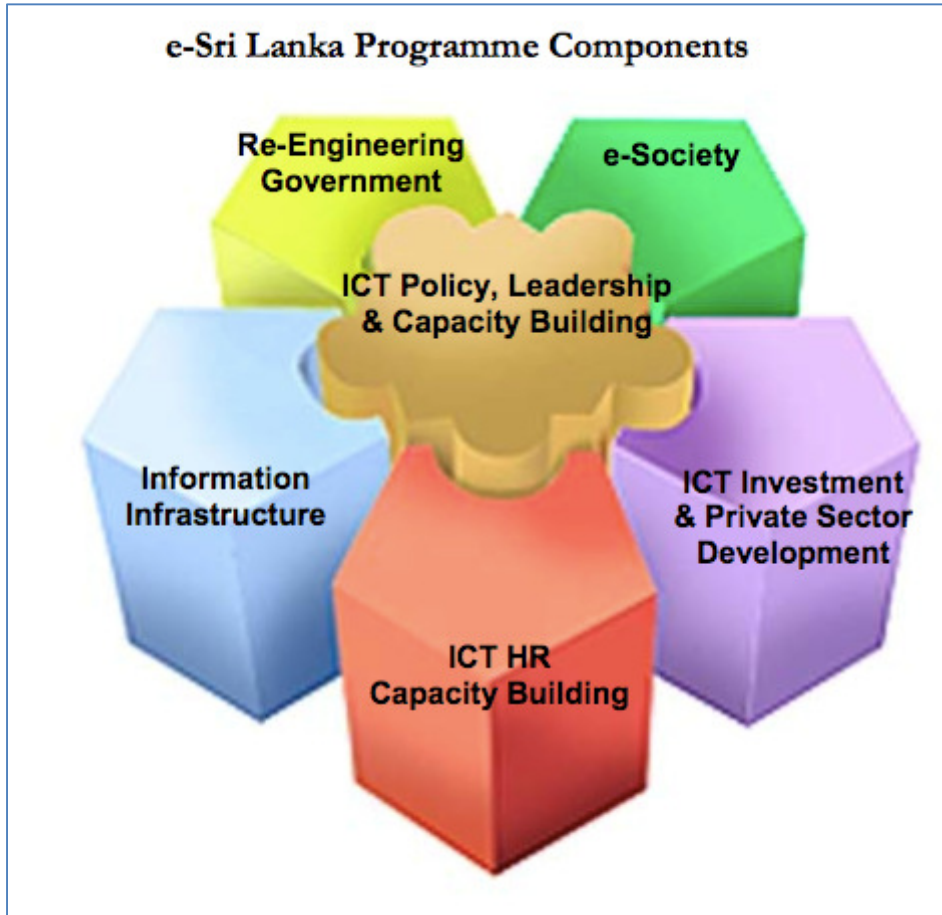 e-Sri Lanka Programme Components
Re-Engineering
Government
e-Society
ICT Policy, Leadership
& Capacity Building
Information
Infrastructure
ICT Investment
& Private Sector
Development
ICT HR
Capacity Building